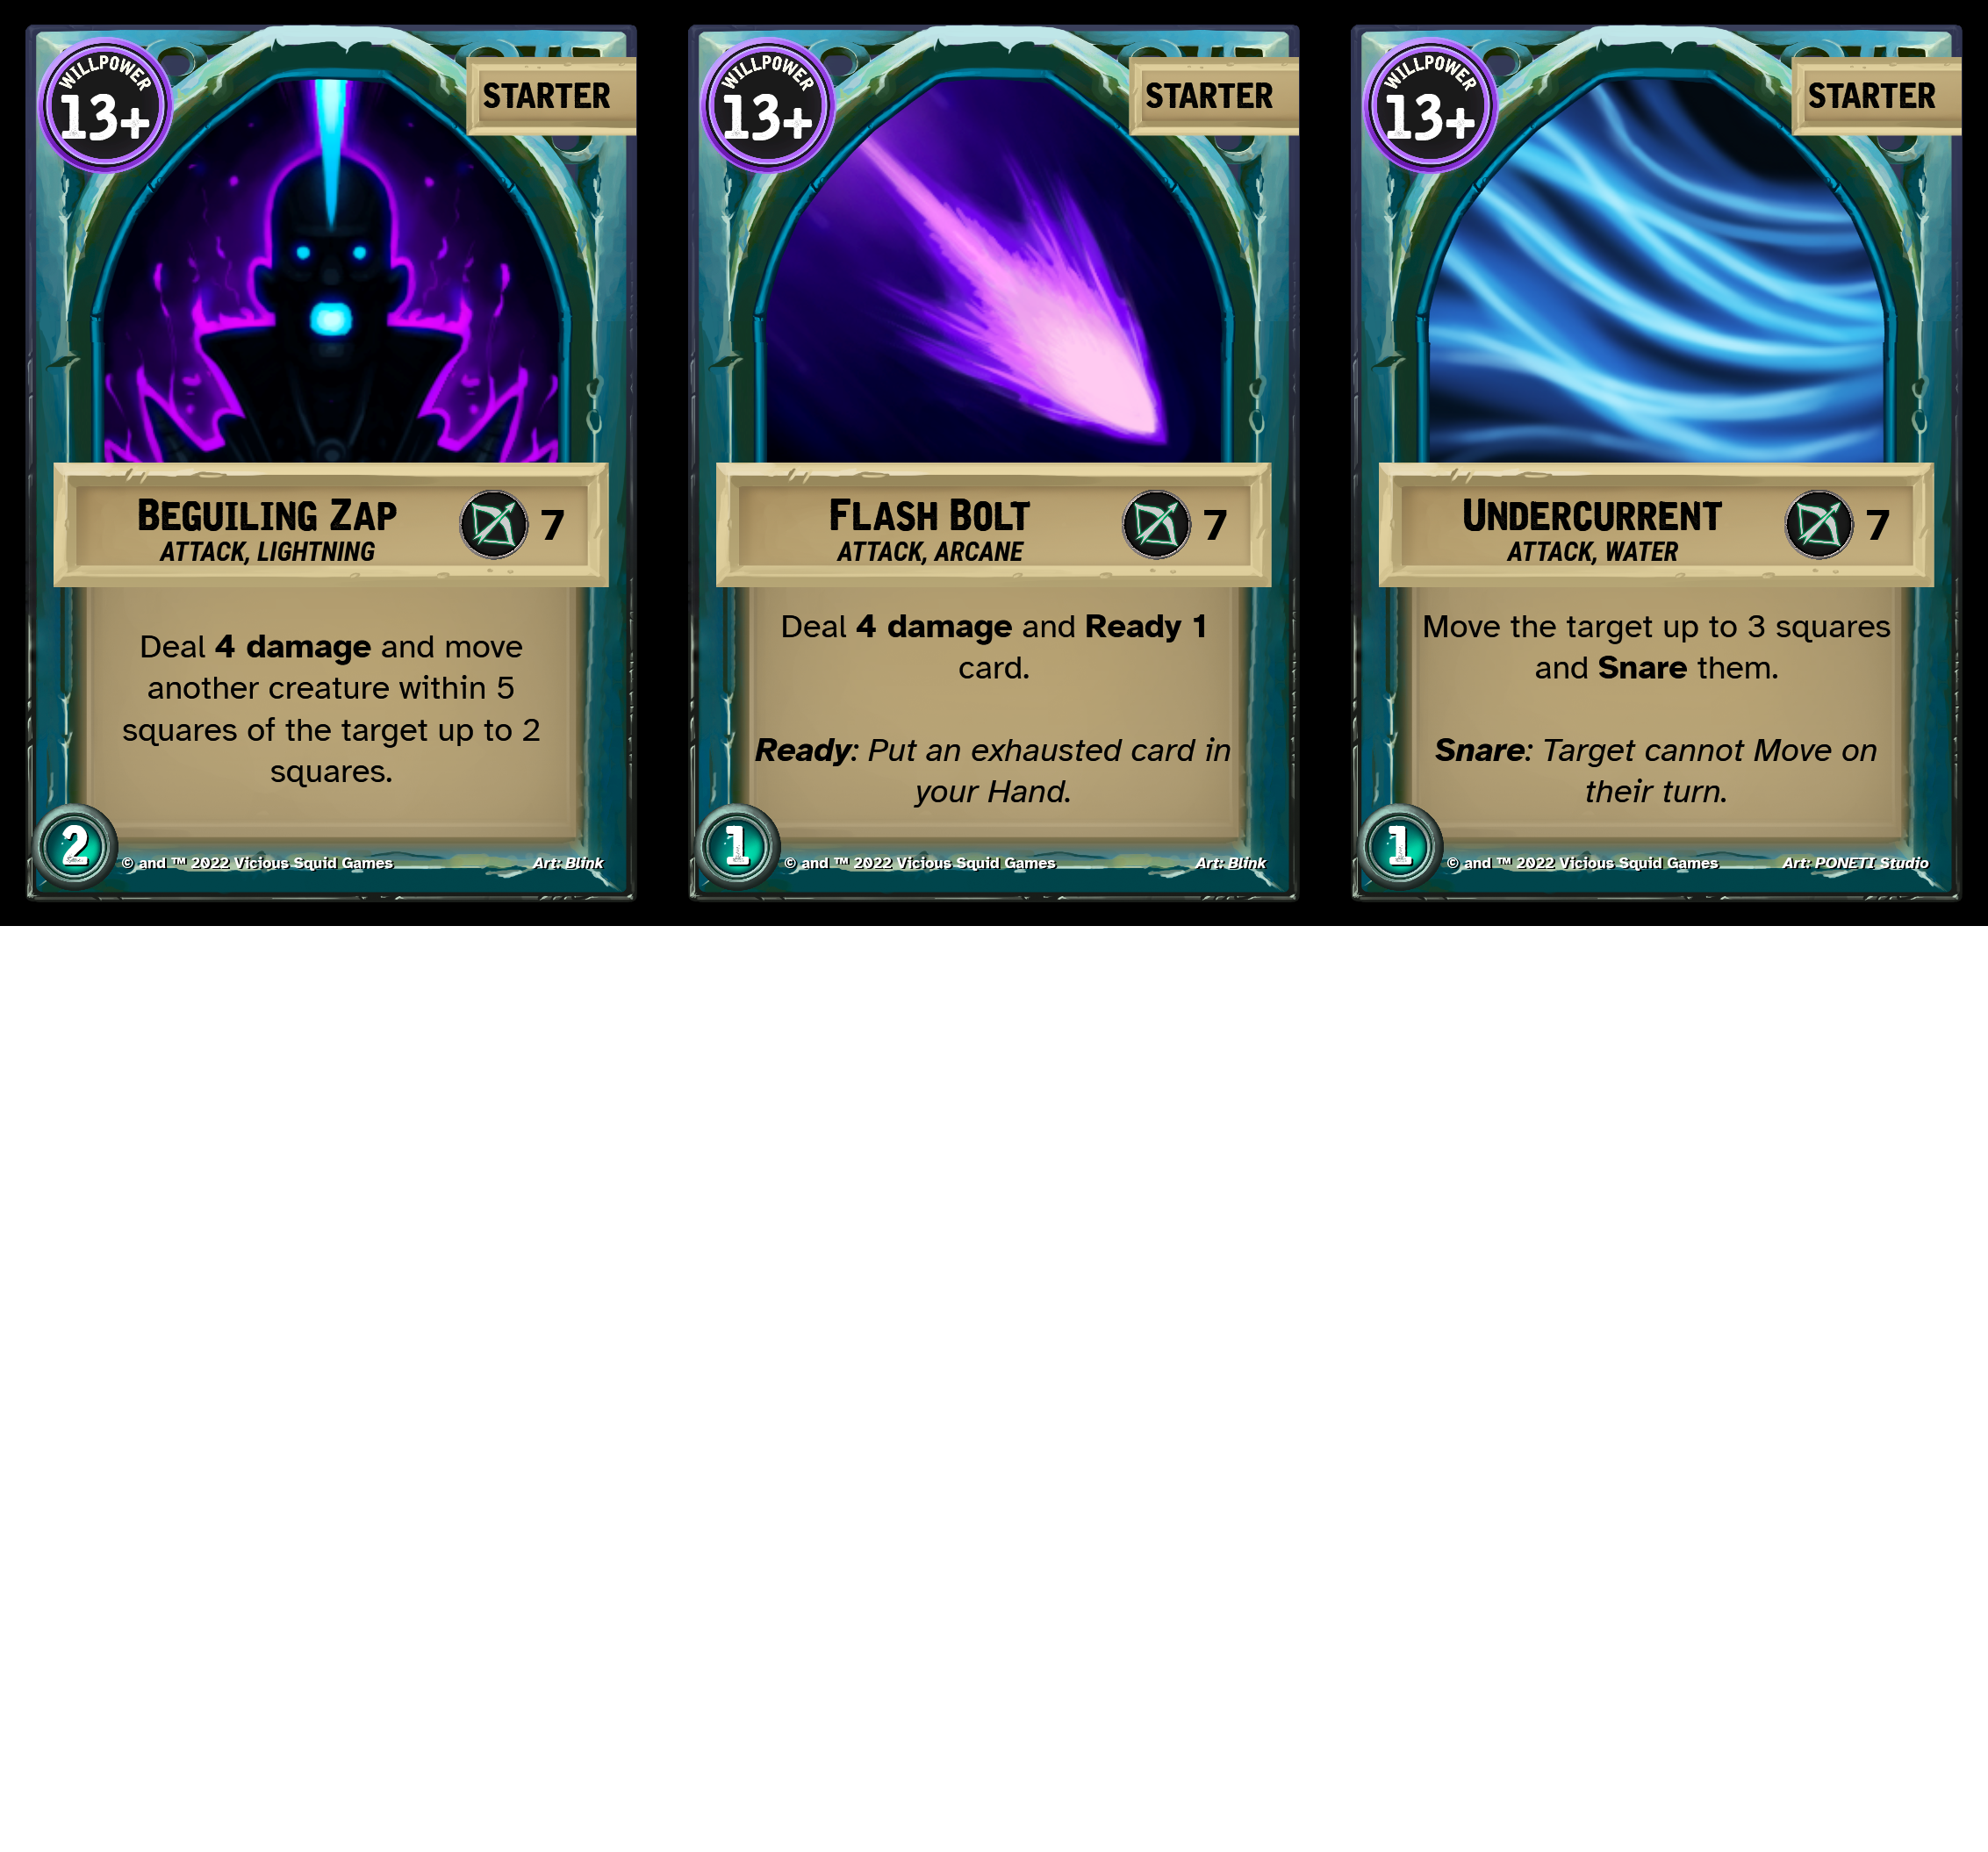 WILLPOWER
13+
STARTER
BEGUILING ZAP
ATTACK, LIGHTNING
7
Deal 4 damage and move
another creature within 5
squares of the target up to 2
squares.
2
© and ™ 2022 Vicious Squid Games
Art: Blink
WILLPOWER
13+
STARTER
FLASH BOLT
ATTACK, ARCANE
7
Deal 4 damage and Ready 1
card.
Ready: Put an exhausted card in
your Hand.
1
© and ™ 2022 Vicious Squid Games
Art: Blink
WILLPOWER
13+
STARTER
UNDERCURRENT
ATTACK, WATER
7
Move the target up to 3 squares
and Snare them.
Snare: Target cannot Move on
their turn.
1
© and ™ 2022 Vicious Squid Games
Art: PONETI Studio